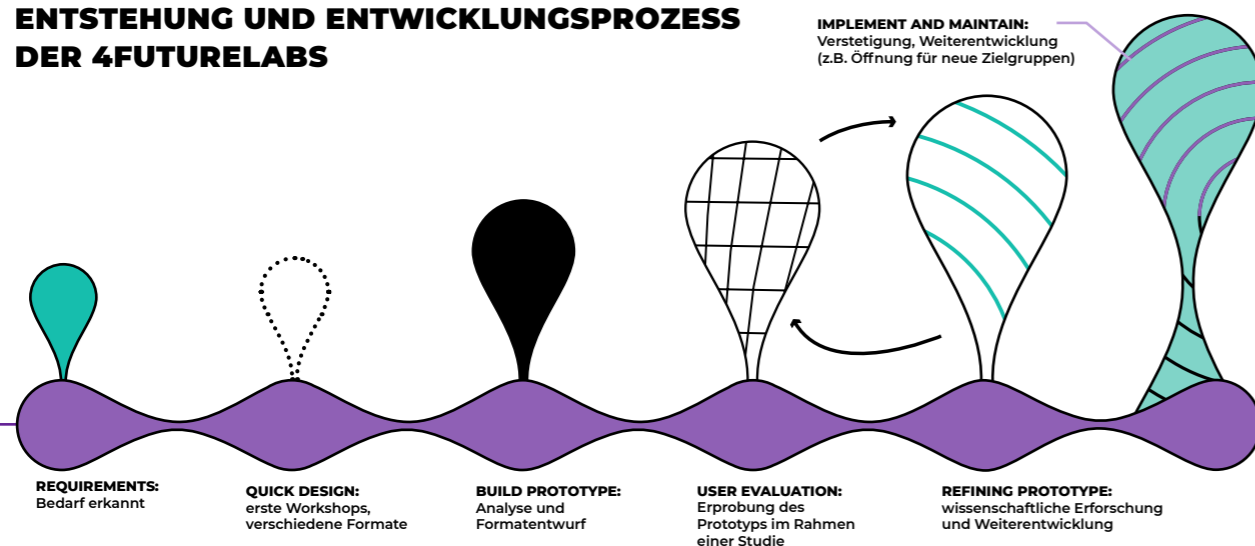 ENTSTEHUNG UND ENTWICKLUNGSPROZESS
DER 4FUTURELABS
IMPLEMENT AND MAINTAIN:
Verstetigung, Weiterentwicklung
(z.B. Öffnung für neue Zielgruppen)
REQUIREMENTS:
Bedarf erkannt
QUICK DESIGN:
erste Workshops,
verschiedene Formate
BUILD PROTOTYPE:
Analyse und
Formatentwurf
USER EVALUATION:
Erprobung des
Prototyps im Rahmen
einer Studie
REFINING PROTOTYPE:
wissenschaftliche Erforschung
und Weiterentwicklung